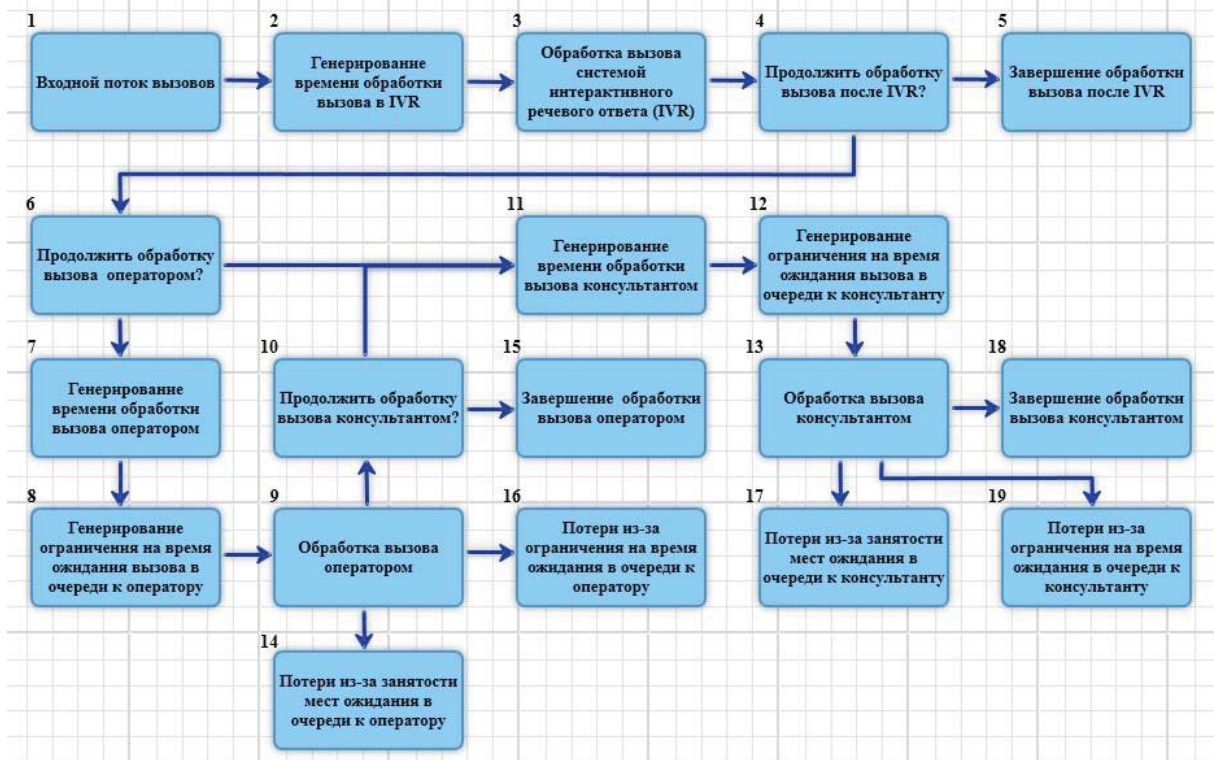 1
Входной поток вызовов
2
Генерирование
времени обработки
вызова в IVR
3
Обработка вызова
системой
интерактивного
речевого ответа (IVR)
4
Продолжить обработку
вызова после IVR?
5
Завершение обработки
вызова после IVR
6
Продолжить обработку
вызова оператором?
11
Генерирование
времени обработки
вызова консультантом
12
Генерирование
ограничения на время
ожидания вызова в
очереди к консультанту
7
Генерирование
времени обработки
вызова оператором
10
Продолжить обработку
вызова консультантом?
15
Завершение обработки
вызова оператором
13
Обработка вызова
консультантом
18
Завершение обработки
вызова консультантом
8
Генерирование
ограничения на время
ожидания вызова в
очереди к оператору
9
Обработка вызова
оператором
16
Потери из-за
ограничения на время
ожидания в очереди к
оператору
17
Потери из-за занятости
мест ожидания в
очереди к консультанту
19
Потери из-за
ограничения на время
ожидания в очереди к
консультанту
14
Потери из-за занятости
мест ожидания в
очереди к оператору